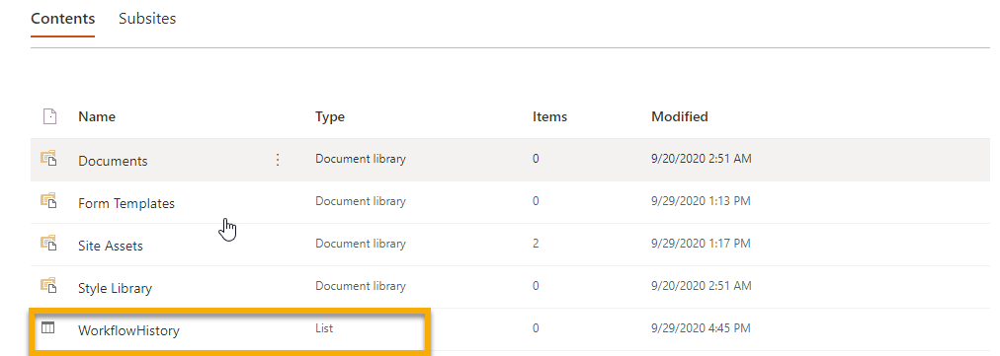 Contents Subsites
Name Type Items Modified
Documents Document library 0 9/20/2020 2:51 AM
Form Templates Document library 0 9/29/2020 1:13 PM
Site Assets Document library 2 9/29/2020 1:17 PM
Style Library Document library 0 9/20/2020 2:51 AM
WorkflowHistory List 0 9/29/2020 4:45 PM